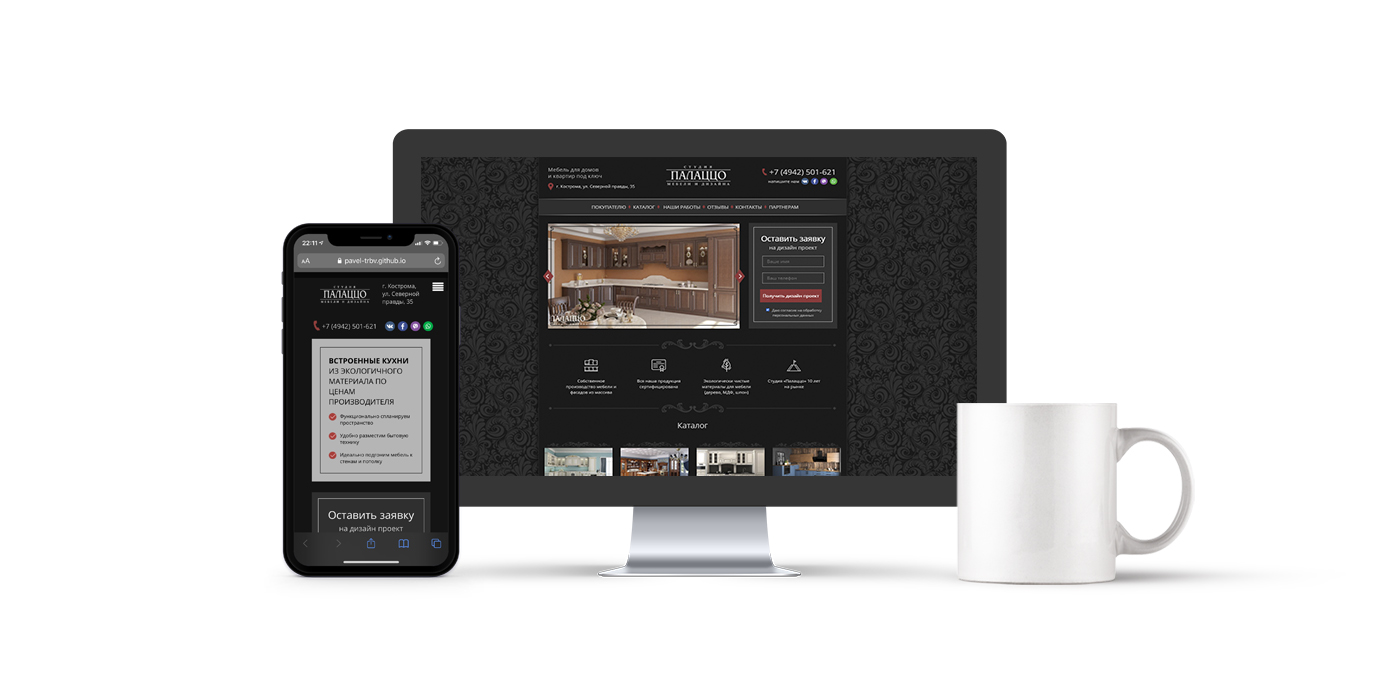 22:11
AA
pavel-trbv.github.io
СТУДИЯ
ПАЛАЦЦО
МЕБЕЛИ И ДИЗАЙНА
г. Кострома,
ул. Северной
правды, 35
+7 (4942) 501-621
ВСТРОЕННЫЕ КУХНИ
ИЗ ЭКОЛОГИЧНОГО
МАТЕРИАЛА ПО
ЦЕНАМ
ПРОИЗВОДИТЕЛЯ
Функционально спланируем
пространство
Удобно разместим бытовую
технику
Идеально подгоним мебель к
стенам и потолку
Оставить заявку
на дизайн проект
Мебель для домов
и квартир под ключ
г. Кострома, ул. Северной правды, 35
СТУДИЯ
ПАЛАЦЦО
МЕБЕЛИ И ДИЗАЙНА
+7 (4942) 501-621
напишите нам
ПОКУПАТЕЛЮ КАТАЛОГ НАШИ РАБОТЫ ОТЗЫВЫ КОНТАКТЫ ПАРТНЕРАМ
ПАЛАЦЦО
Оставить заявку
на дизайн проект
Ваше имя
Ваш телефон
Получить дизайн-проект
Даю согласие на обработку
персональных данных
Собственное
производство мебели и
фасадов из массива
Вся наша продукция
сертифицирована
Экологически чистые
материалы для мебели
(дерево, МДФ, шпон)
Студия «Палаццо» 10 лет
на рынке
Каталог